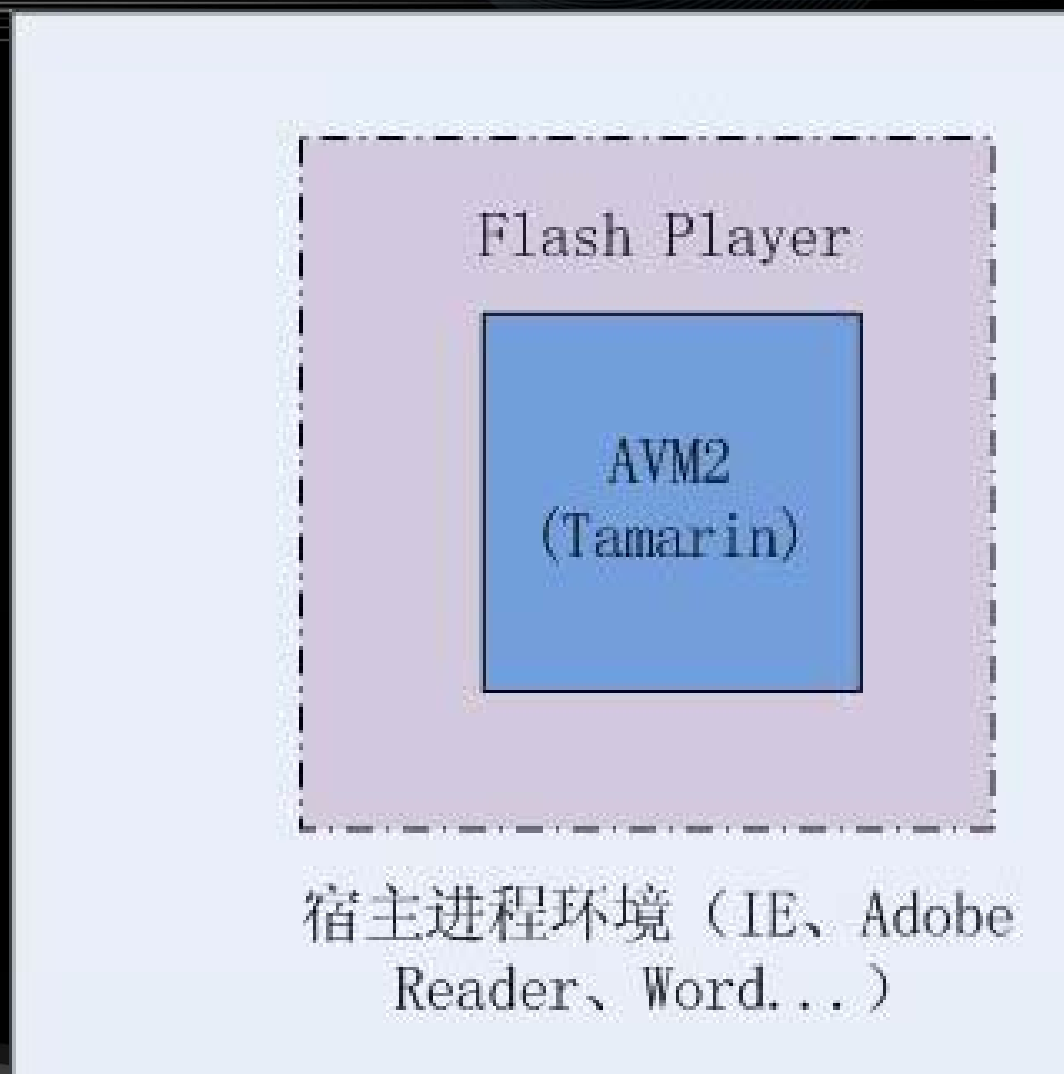 Flash Player
AVM2
(Tamarin)
宿主进程环境（IE、Adobe
Reader、Word...）